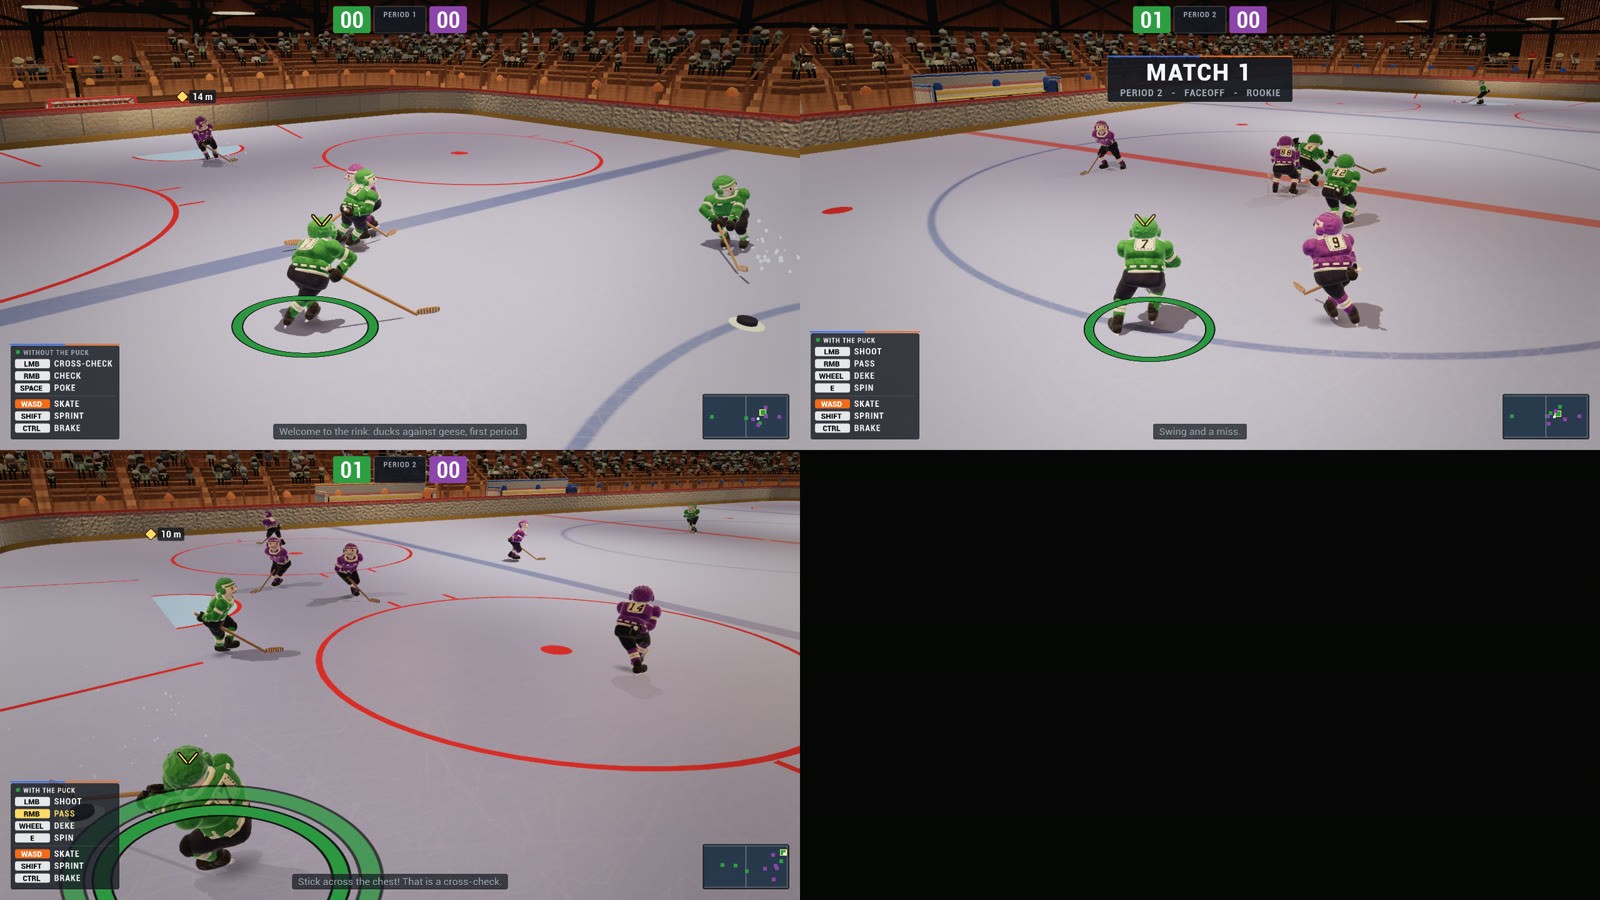 00 PERIOD 1 00
14 m
WITHOUT THE PUCK
LMB CROSS-CHECK
RMB CHECK
SPACE POKE
WASD SKATE
SHIFT SPRINT
CTRL BRAKE
Welcome to the rink: ducks against geese, first period.
01 PERIOD 2 00
MATCH 1
PERIOD 2 - FACEOFF - ROOKIE
88
42
7
9
WITH THE PUCK
LMB SHOOT
RMB PASS
WHEEL DEKE
E SPIN
WASD SKATE
SHIFT SPRINT
CTRL BRAKE
Swing and a miss.
01 PERIOD 2 00
10 m
14
WITH THE PUCK
LMB SHOOT
RMB PASS
WHEEL DEKE
E SPIN
WASD SKATE
SHIFT SPRINT
CTRL BRAKE
Stick across the chest! That is a cross-check.